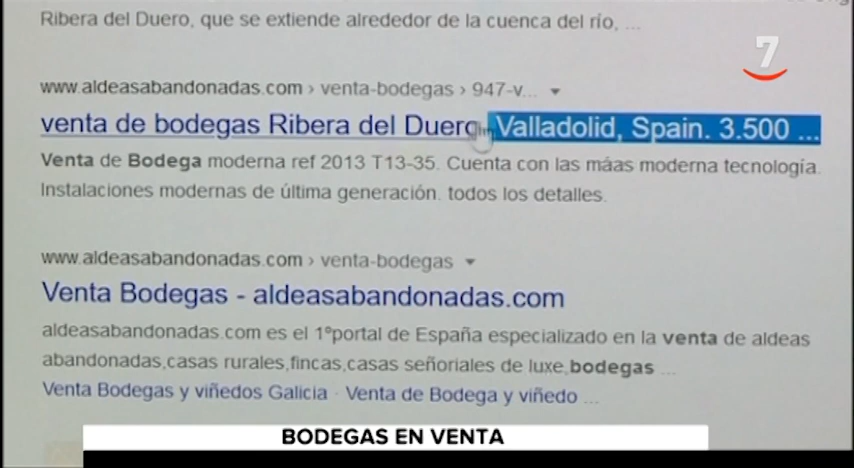 Ribera del Duero, que se extiende alrededor de la cuenca del río, ...
7
www.aldeasabandonadas.com › venta-bodegas › 947-v...
venta de bodegas Ribera del Duero, Valladolid, Spain. 3.500 ...
Venta de Bodega moderna ref 2013 T13-35. Cuenta con las máas moderna tecnología.
Instalaciones modernas de última generación. todos los detalles.
www.aldeasabandonadas.com › venta-bodegas
Venta Bodegas - aldeasabandonadas.com
aldeasabandonadas.com es el 1ºportal de España especializado en la venta de aldeas
abandonadas,casas rurales,fincas,casas señoriales de luxe,bodegas ...
Venta Bodegas y viñedos Galicia · Venta de Bodega y viñedo ...
BODEGAS EN VENTA